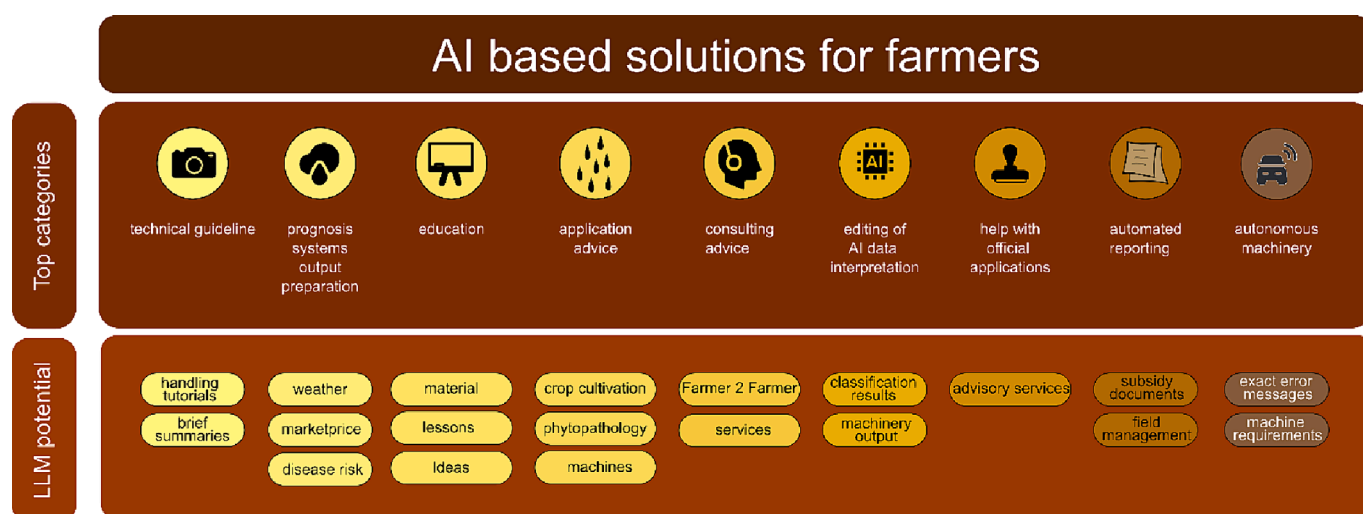 AI based solutions for farmers
Top categories
technical guideline
prognosis
systems
output
preparation
education
application
advice
consulting
advice
AI
editing of
AI data
interpretation
help with
official
applications
automated
reporting
autonomous
machinery
LLM potential
handling
tutorials
brief
summaries
weather
marketprice
disease risk
material
lessons
Ideas
crop cultivation
phytopathology
machines
Farmer 2 Farmer
services
classification
results
machinery
output
advisory services
subsidy
documents
field
management
exact error
messages
machine
requirements